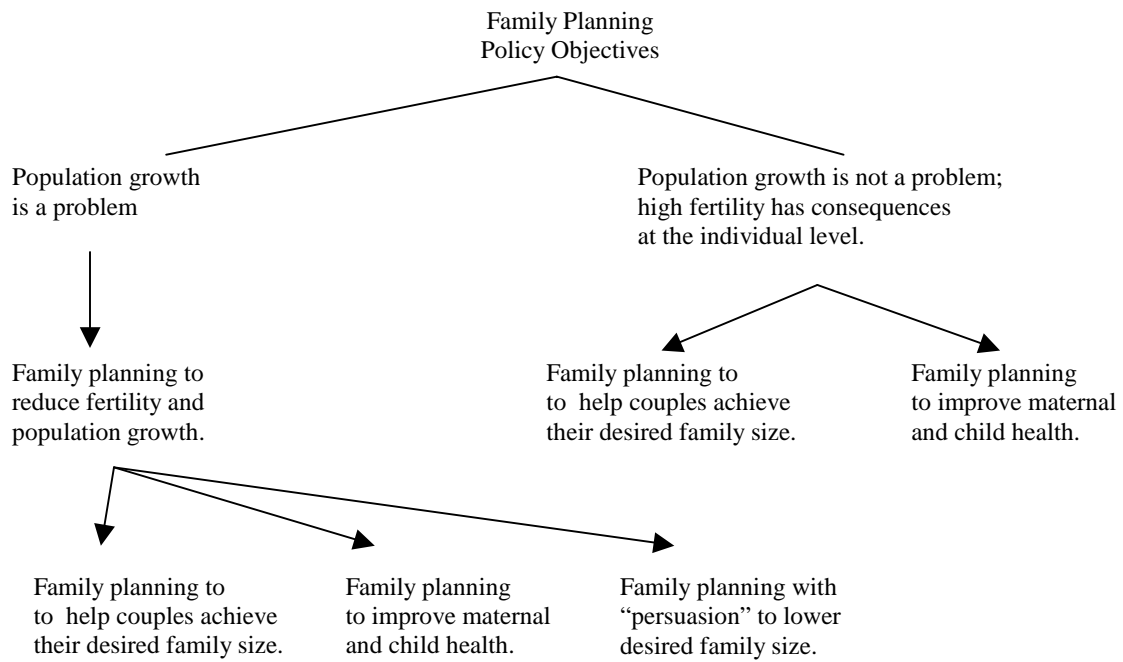 Family Planning
Policy Objectives
Population growth
is a problem
Population growth is not a problem;
high fertility has consequences
at the individual level.
Family planning to
reduce fertility and
population growth.
Family planning to
to help couples achieve
their desired family size.
Family planning
to improve maternal
and child health.
Family planning to
to help couples achieve
their desired family size.
Family planning
to improve maternal
and child health.
Family planning with
“persuasion” to lower
desired family size.